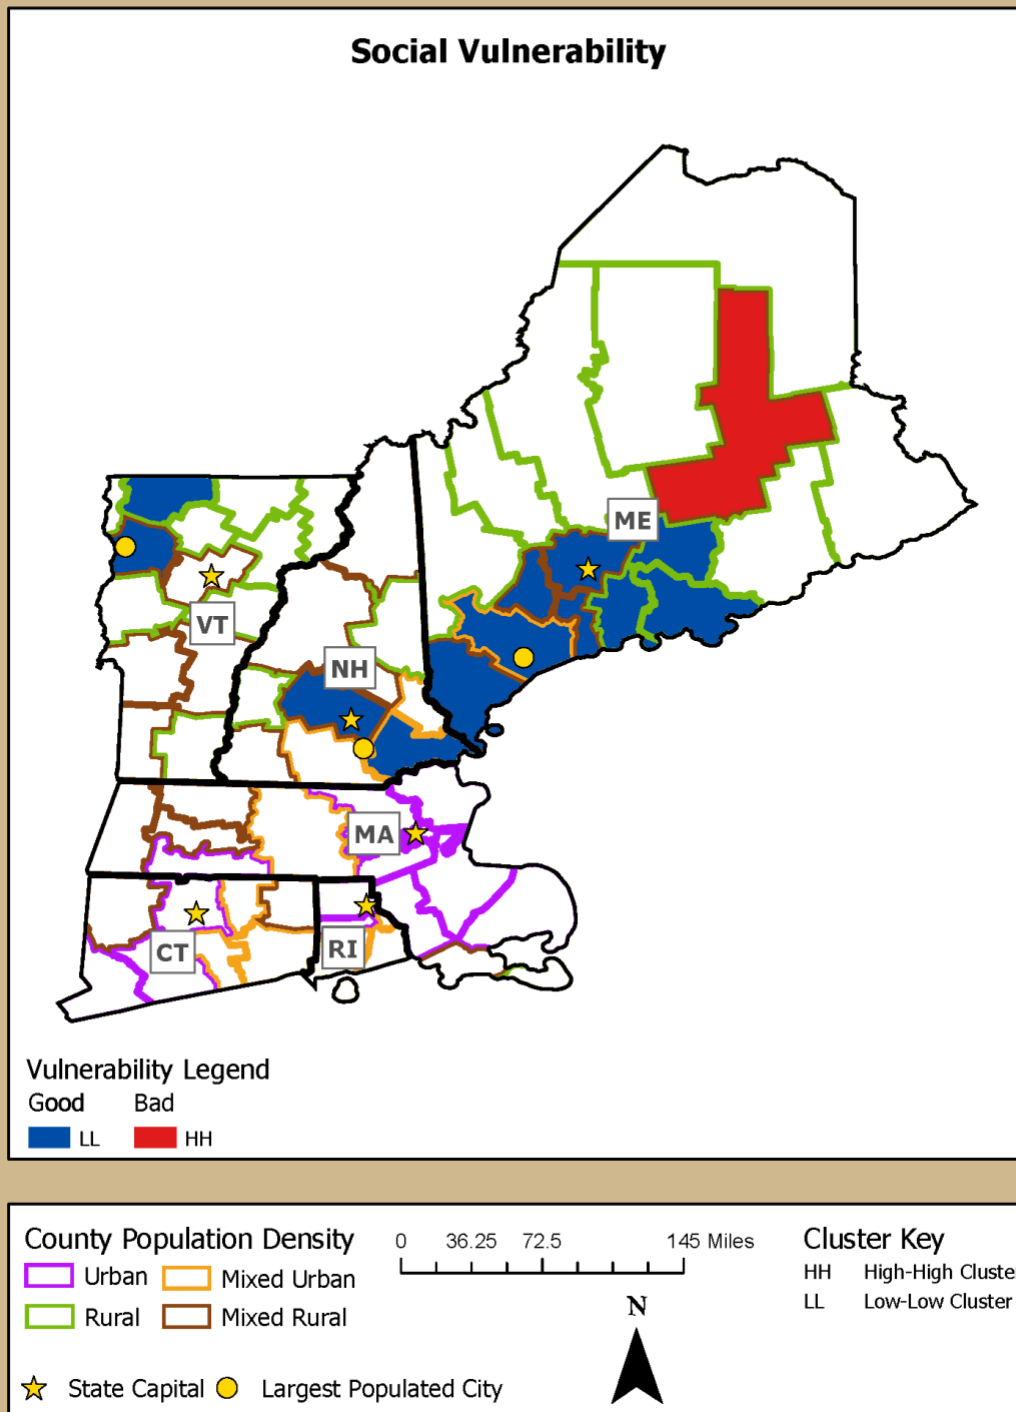 Social Vulnerability
ME
VT
NH
MA
CT
RI
Vulnerability Legend
Good Bad
LL HH
County Population Density
Urban Mixed Urban
Rural Mixed Rural
State Capital Largest Populated City
0 36.25 72.5 145 Miles
N
Cluster Key
HH High-High Cluster
LL Low-Low Cluster